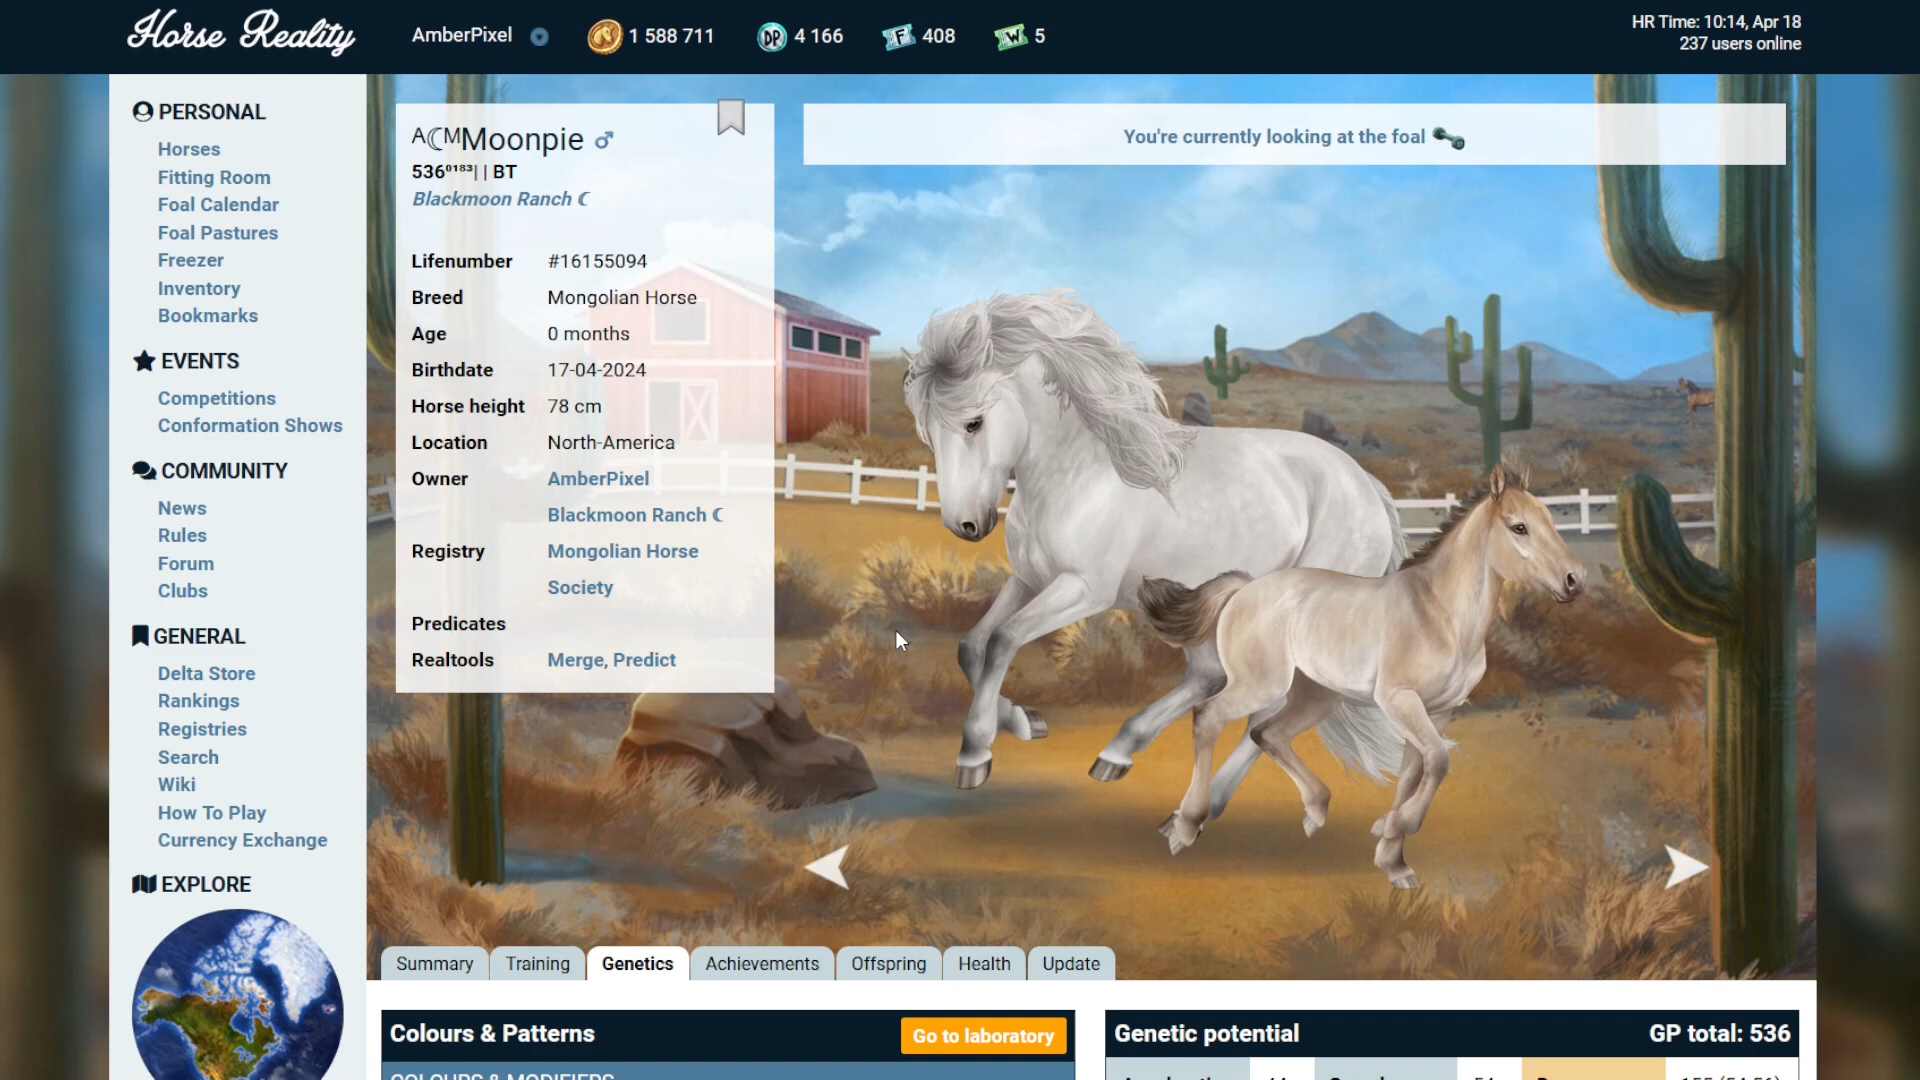 Horse Reality
AmberPixel
1 588 711
DP
4 166
F
408
W
5
HR Time: 10:14, Apr 18
237 users online
PERSONAL
Horses
Fitting Room
Foal Calendar
Foal Pastures
Freezer
Inventory
Bookmarks
EVENTS
Competitions
Conformation Shows
COMMUNITY
News
Rules
Forum
Clubs
GENERAL
Delta Store
Rankings
Registries
Search
Wiki
How To Play
Currency Exchange
EXPLORE
ᴬ☾ᴹMoonpie ♂
536⁰¹⁸³| | BT
Blackmoon Ranch ☾
Lifenumber #16155094
Breed Mongolian Horse
Age 0 months
Birthdate 17-04-2024
Horse height 78 cm
Location North-America
Owner AmberPixel
Blackmoon Ranch ☾
Registry Mongolian Horse
Society
Predicates
Realtools Merge, Predict
You're currently looking at the foal
Summary Training Genetics Achievements Offspring Health Update
Colours & Patterns Go to laboratory
COLOURS & MODIFIERS
Genetic potential GP total: 536